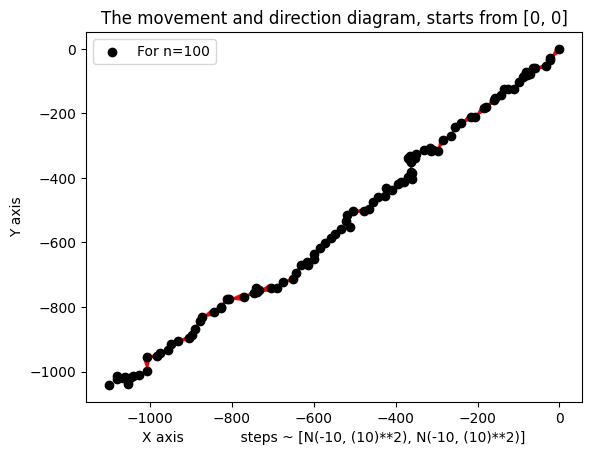 The movement and direction diagram, starts from [0, 0]
For n=100
0
−200
−400
−600
−800
−1000
Y axis
−1000 −800 −600 −400 −200 0
X axis steps ~ [N(-10, (10)**2), N(-10, (10)**2)]